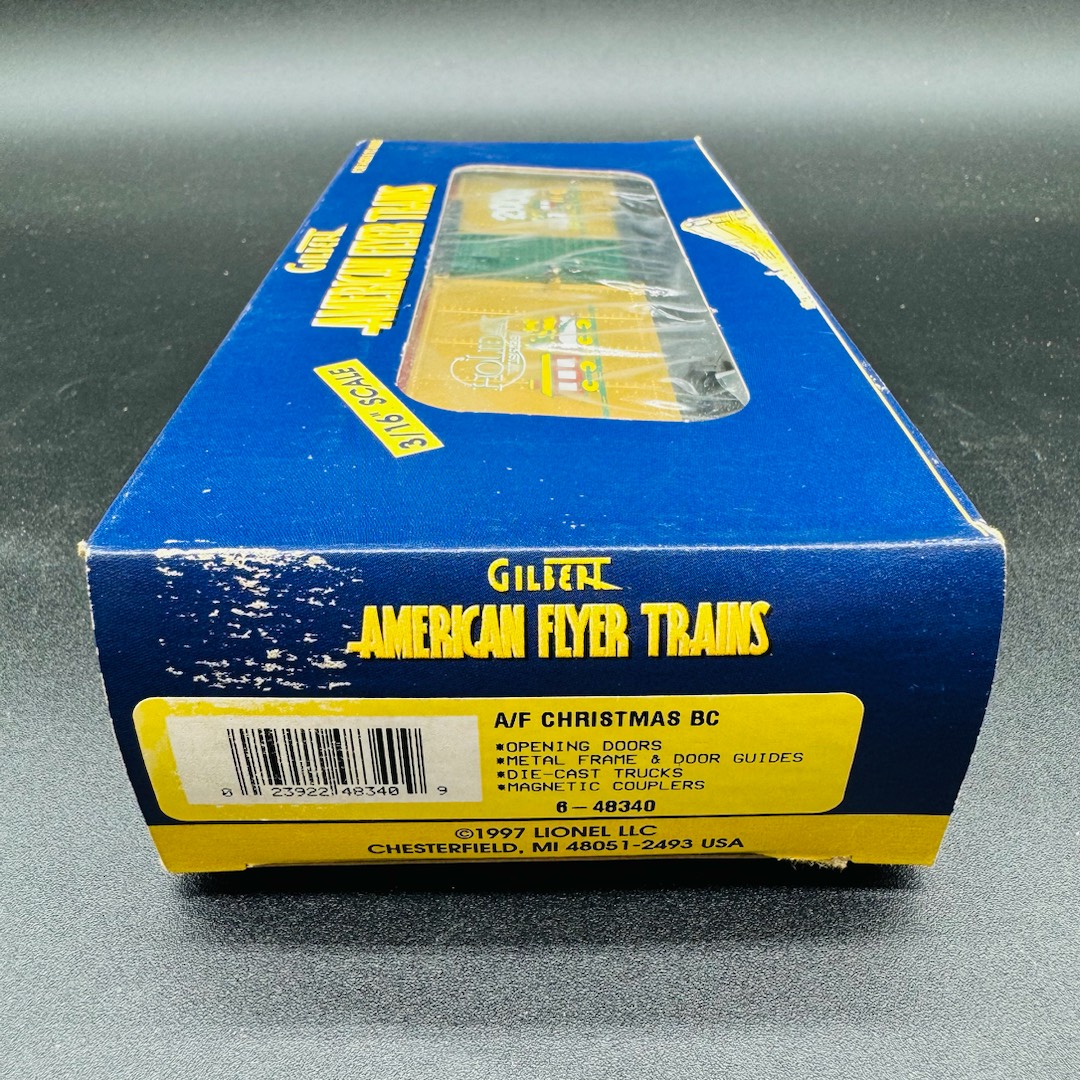 GILBERT
AMERICAN FLYER TRAINS
3/16" SCALE
2000
GILBERT
AMERICAN FLYER TRAINS
A/F CHRISTMAS BC
*OPENING DOORS
*METAL FRAME & DOOR GUIDES
*DIE-CAST TRUCKS
*MAGNETIC COUPLERS
6-48340
0 23922 48340 9
©1997 LIONEL LLC
CHESTERFIELD, MI 48051-2493 USA